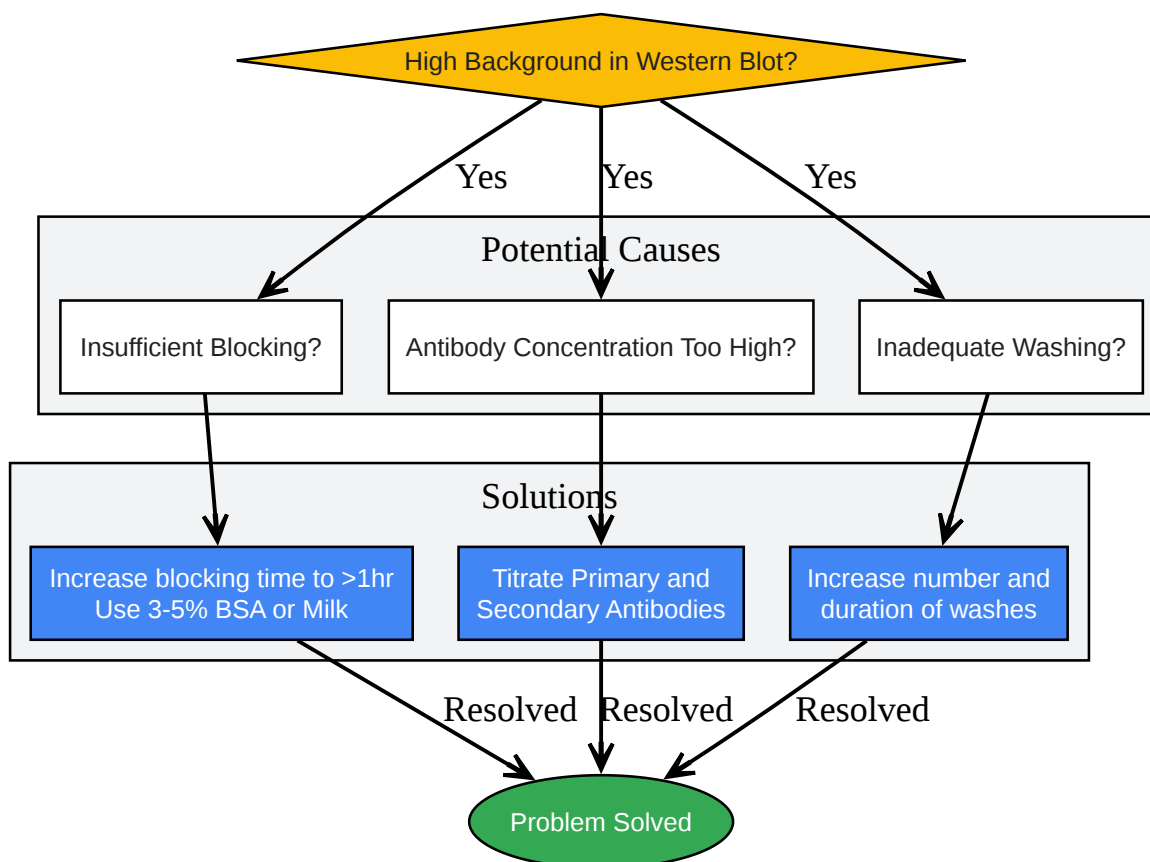 High Background in Western Blot?
Yes
Yes
Yes
Potential Causes
Insufficient Blocking?
Antibody Concentration Too High?
Inadequate Washing?
Solutions
Increase blocking time to >1hr
Use 3-5% BSA or Milk
Titrate Primary and
Secondary Antibodies
Increase number and
duration of washes
Resolved
Resolved
Resolved
Problem Solved